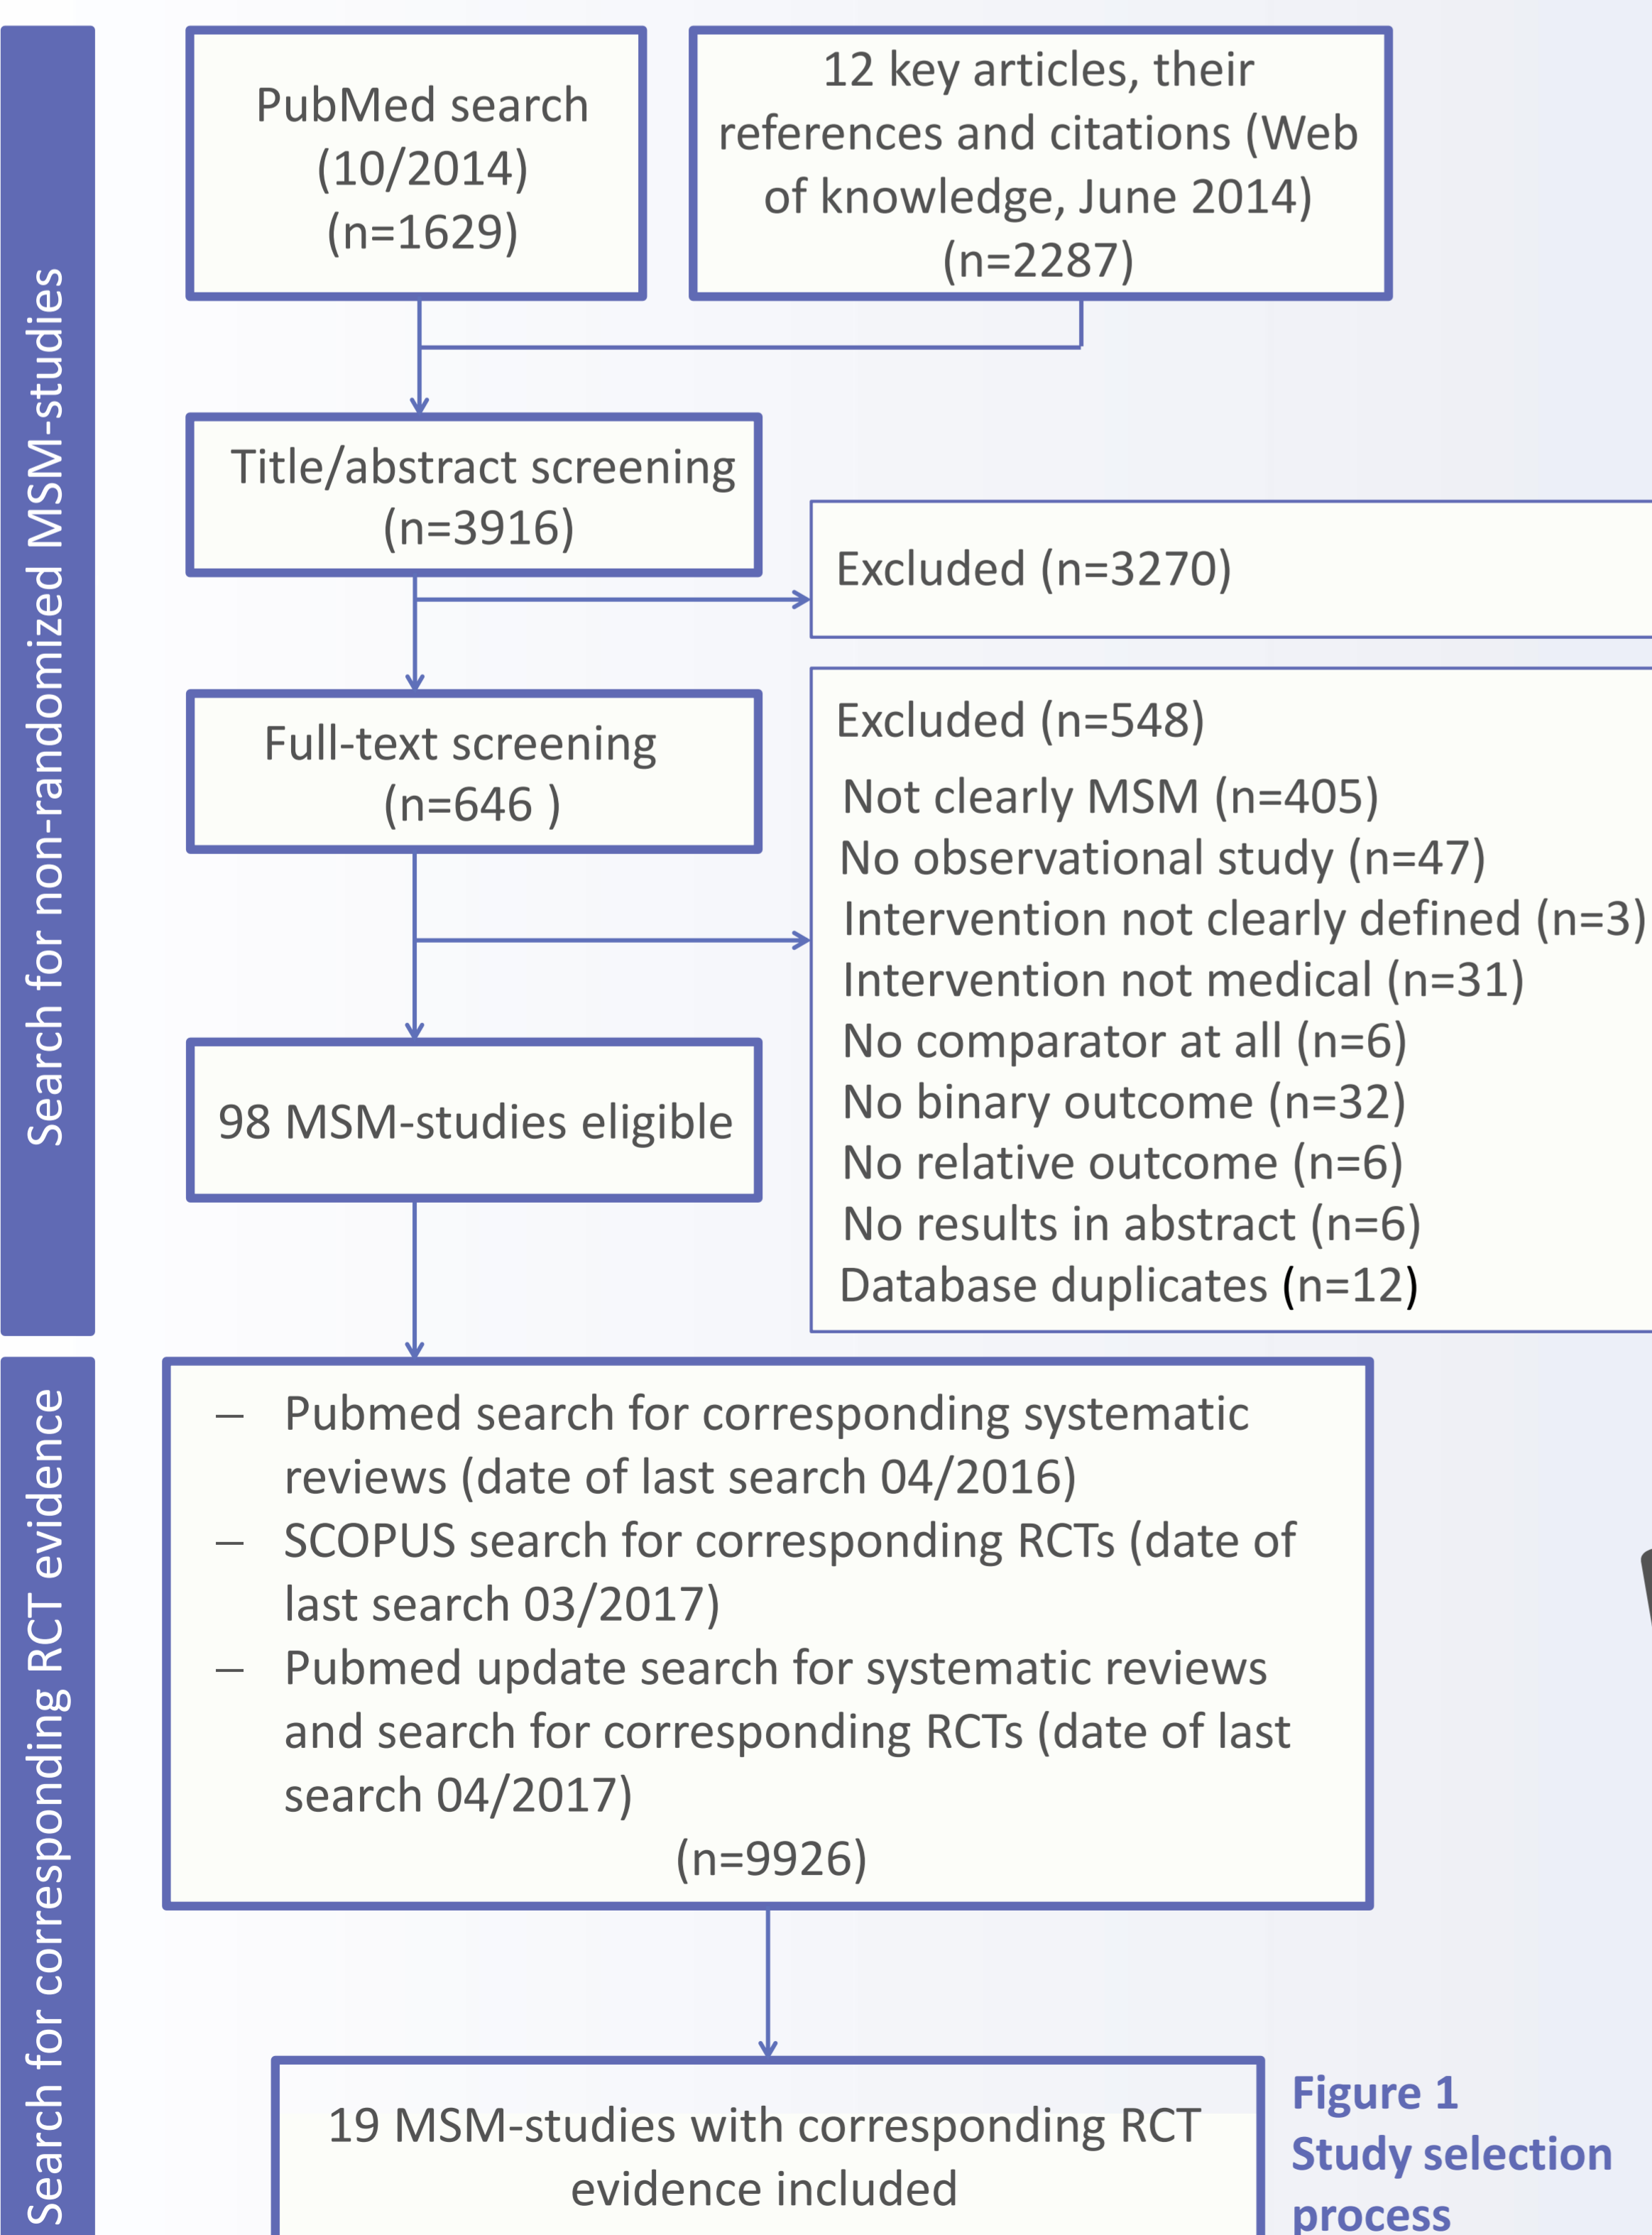 Search for non-randomized MSM-studies
PubMed search
(10/2014)
(n=1629)
12 key articles, their
references and citations (Web
of knowledge, June 2014)
(n=2287)
Title/abstract screening
(n=3916)
Excluded (n=3270)
Full-text screening
(n=646 )
Excluded (n=548)
Not clearly MSM (n=405)
No observational study (n=47)
Intervention not clearly defined (n=3)
Intervention not medical (n=31)
No comparator at all (n=6)
No binary outcome (n=32)
No relative outcome (n=6)
No results in abstract (n=6)
Database duplicates (n=12)
98 MSM-studies eligible
Search for corresponding RCT evidence
– Pubmed search for corresponding systematic
reviews (date of last search 04/2016)
– SCOPUS search for corresponding RCTs (date of
last search 03/2017)
– Pubmed update search for systematic reviews
and search for corresponding RCTs (date of last
search 04/2017)
(n=9926)
19 MSM-studies with corresponding RCT
evidence included
Figure 1
Study selection
process